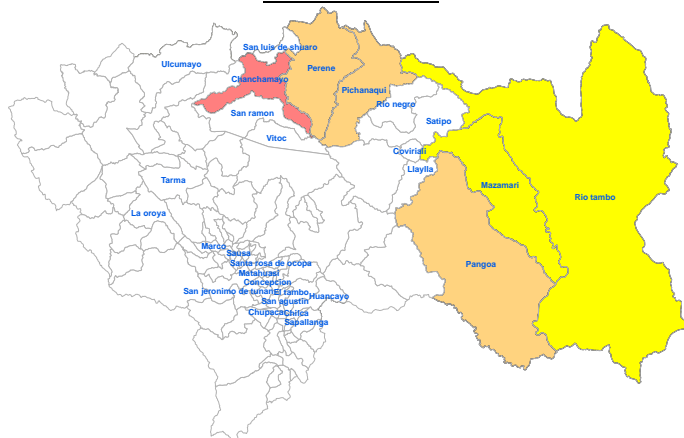 San luis de shuaro
Ulcumayo
Perene
Chanchamayo
Pichanaqui
Rio negro
San ramon
Satipo
Vitoc
Coviriali
Llaylla
Tarma
Mazamari
Rio tambo
La oroya
Marco
Sausa
Santa rosa de ocopa
Pangoa
Matahuasi
Concepcion
San jeronimo de tunan
El tambo
Huancayo
San agustin
Chupaca
Chilca
Sapallanga